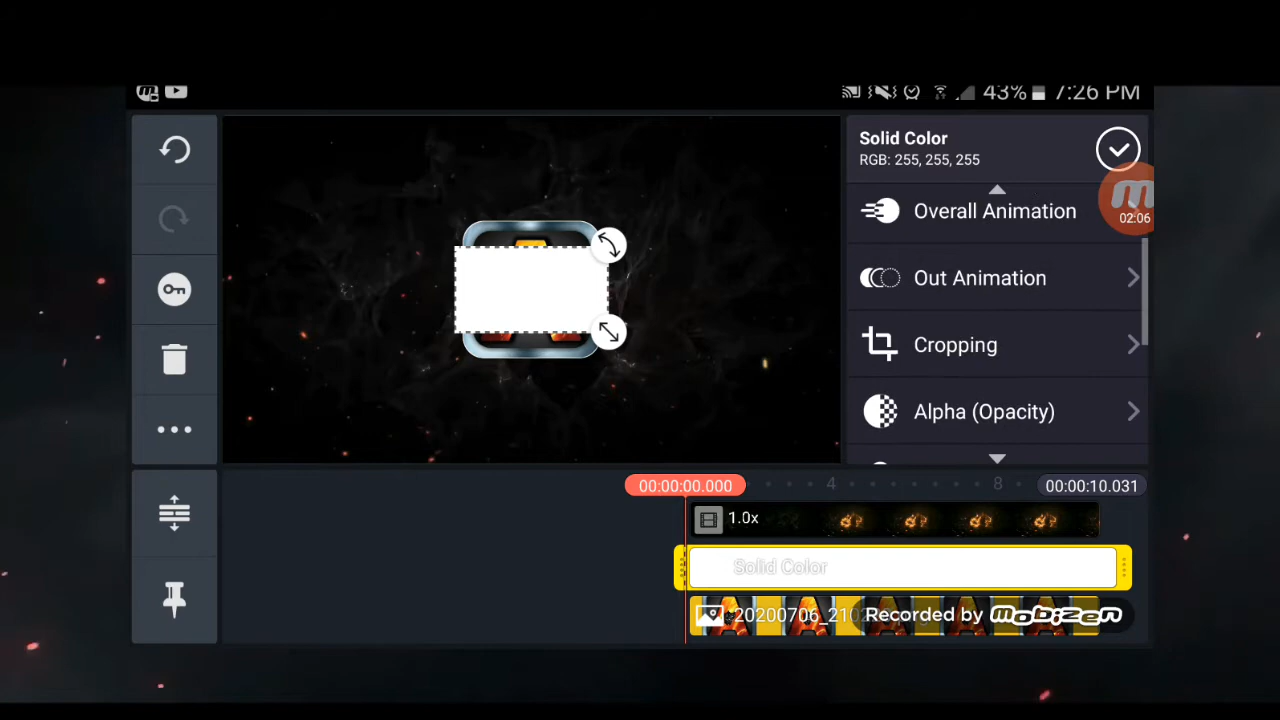 43% 7:26 PM
Solid Color
RGB: 255, 255, 255
02:06
Overall Animation
Out Animation
Cropping
Alpha (Opacity)
00:00:00.000
4
8
00:00:10.031
1.0x
Solid Color
20200706_210
Recorded by mobizen